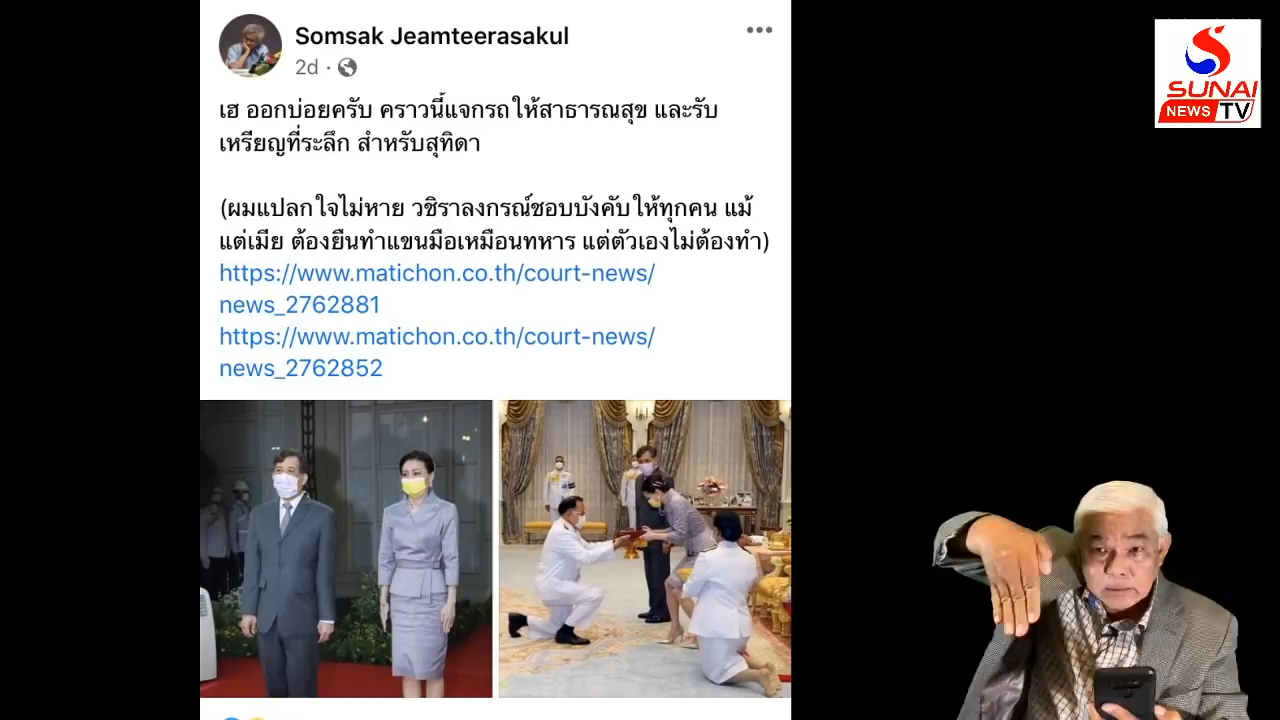 Somsak Jeamteerasakul
2d ·
เฮ ออกบ่อยครับ คราวนี้แจกรถให้สาธารณสุข และรับ
เหรียญที่ระลึก สำหรับสุทิดา
(ผมแปลกใจไม่หาย วชิราลงกรณ์ชอบบังคับให้ทุกคน แม้
แต่เมีย ต้องยืนทำแขนมือเหมือนทหาร แต่ตัวเองไม่ต้องทำ)
https://www.matichon.co.th/court-news/
news_2762881
https://www.matichon.co.th/court-news/
news_2762852
SUNAI
NEWS TV